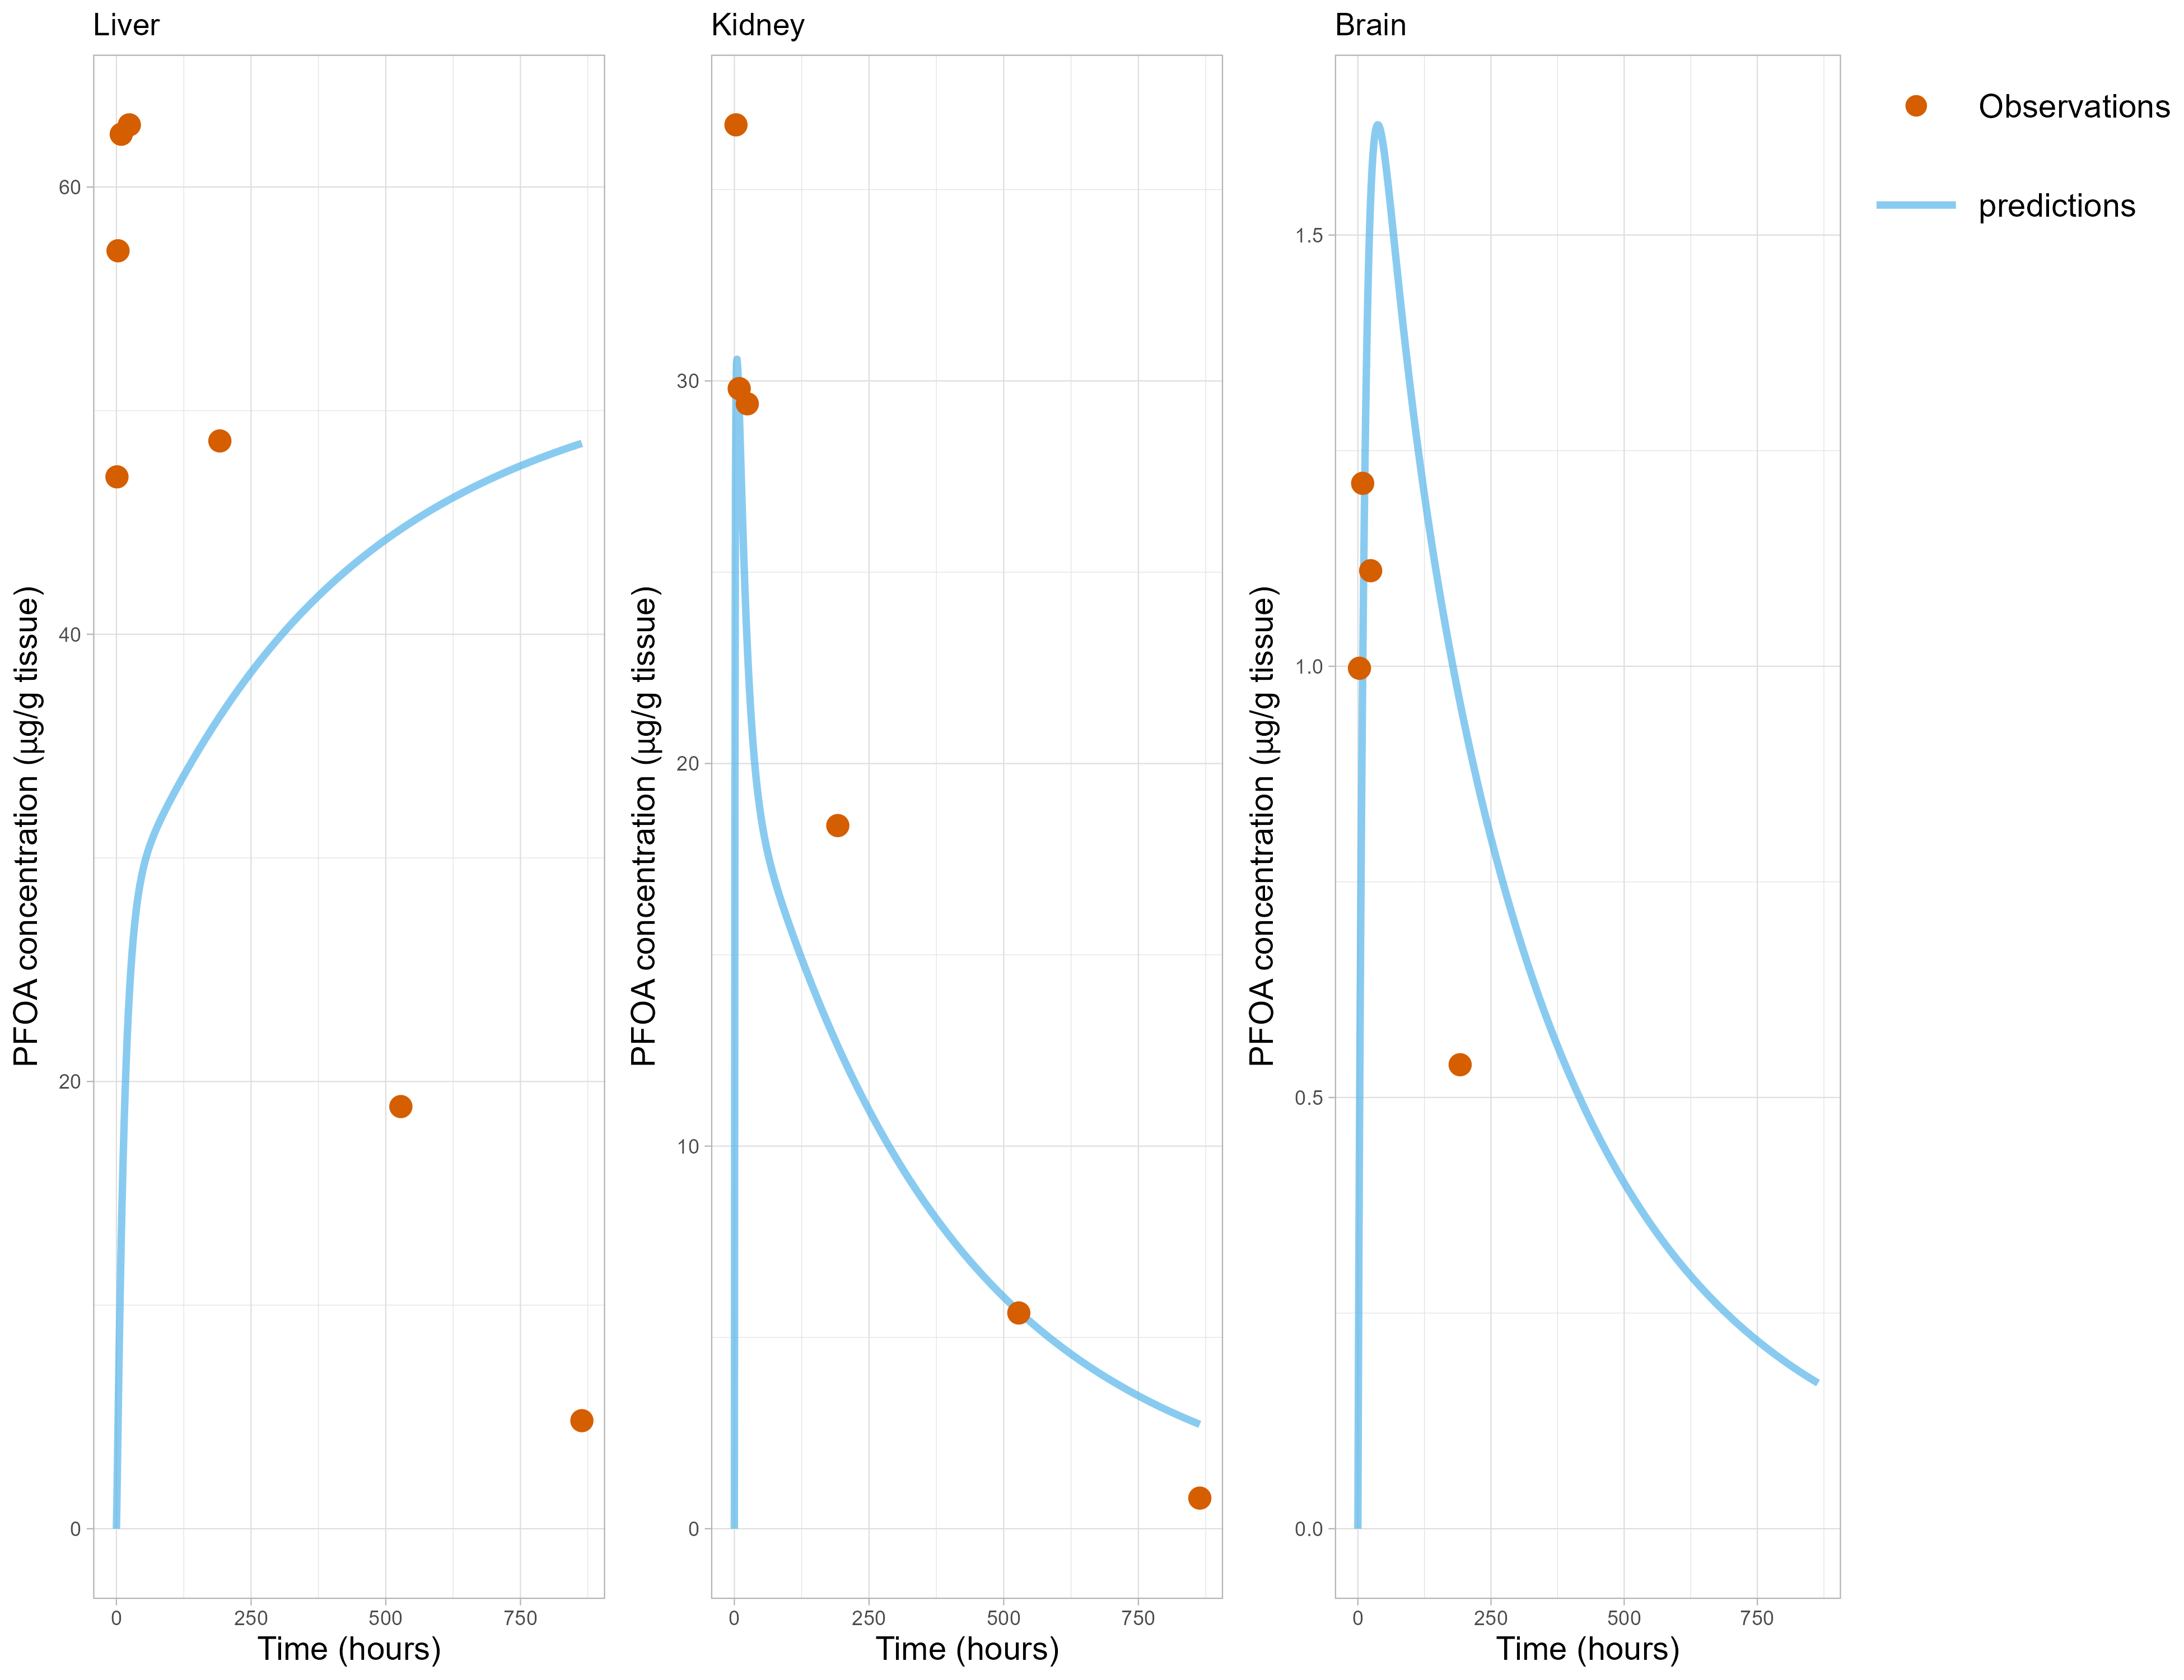 Liver
PFOA concentration (µg/g tissue)
60
40
20
0
0 250 500 750
Time (hours)
Kidney
PFOA concentration (µg/g tissue)
30
20
10
0
0 250 500 750
Time (hours)
Brain
PFOA concentration (µg/g tissue)
1.5
1.0
0.5
0.0
0 250 500 750
Time (hours)
Observations
predictions